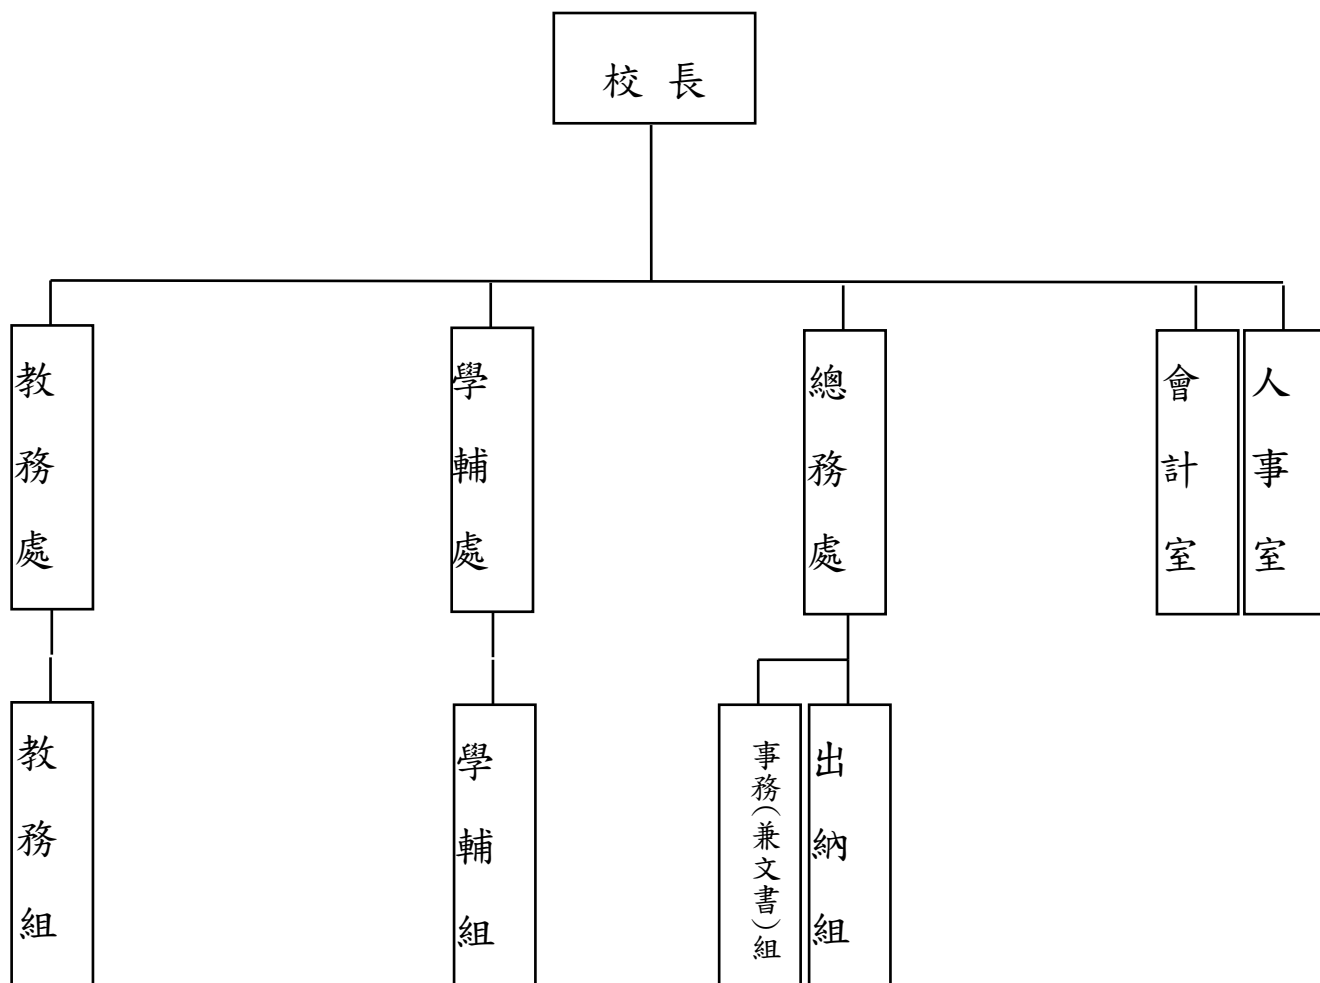 校長
教務處
學輔處
總務處
會計室
人事室
教務組
學輔組
事務(兼文書)組
出納組